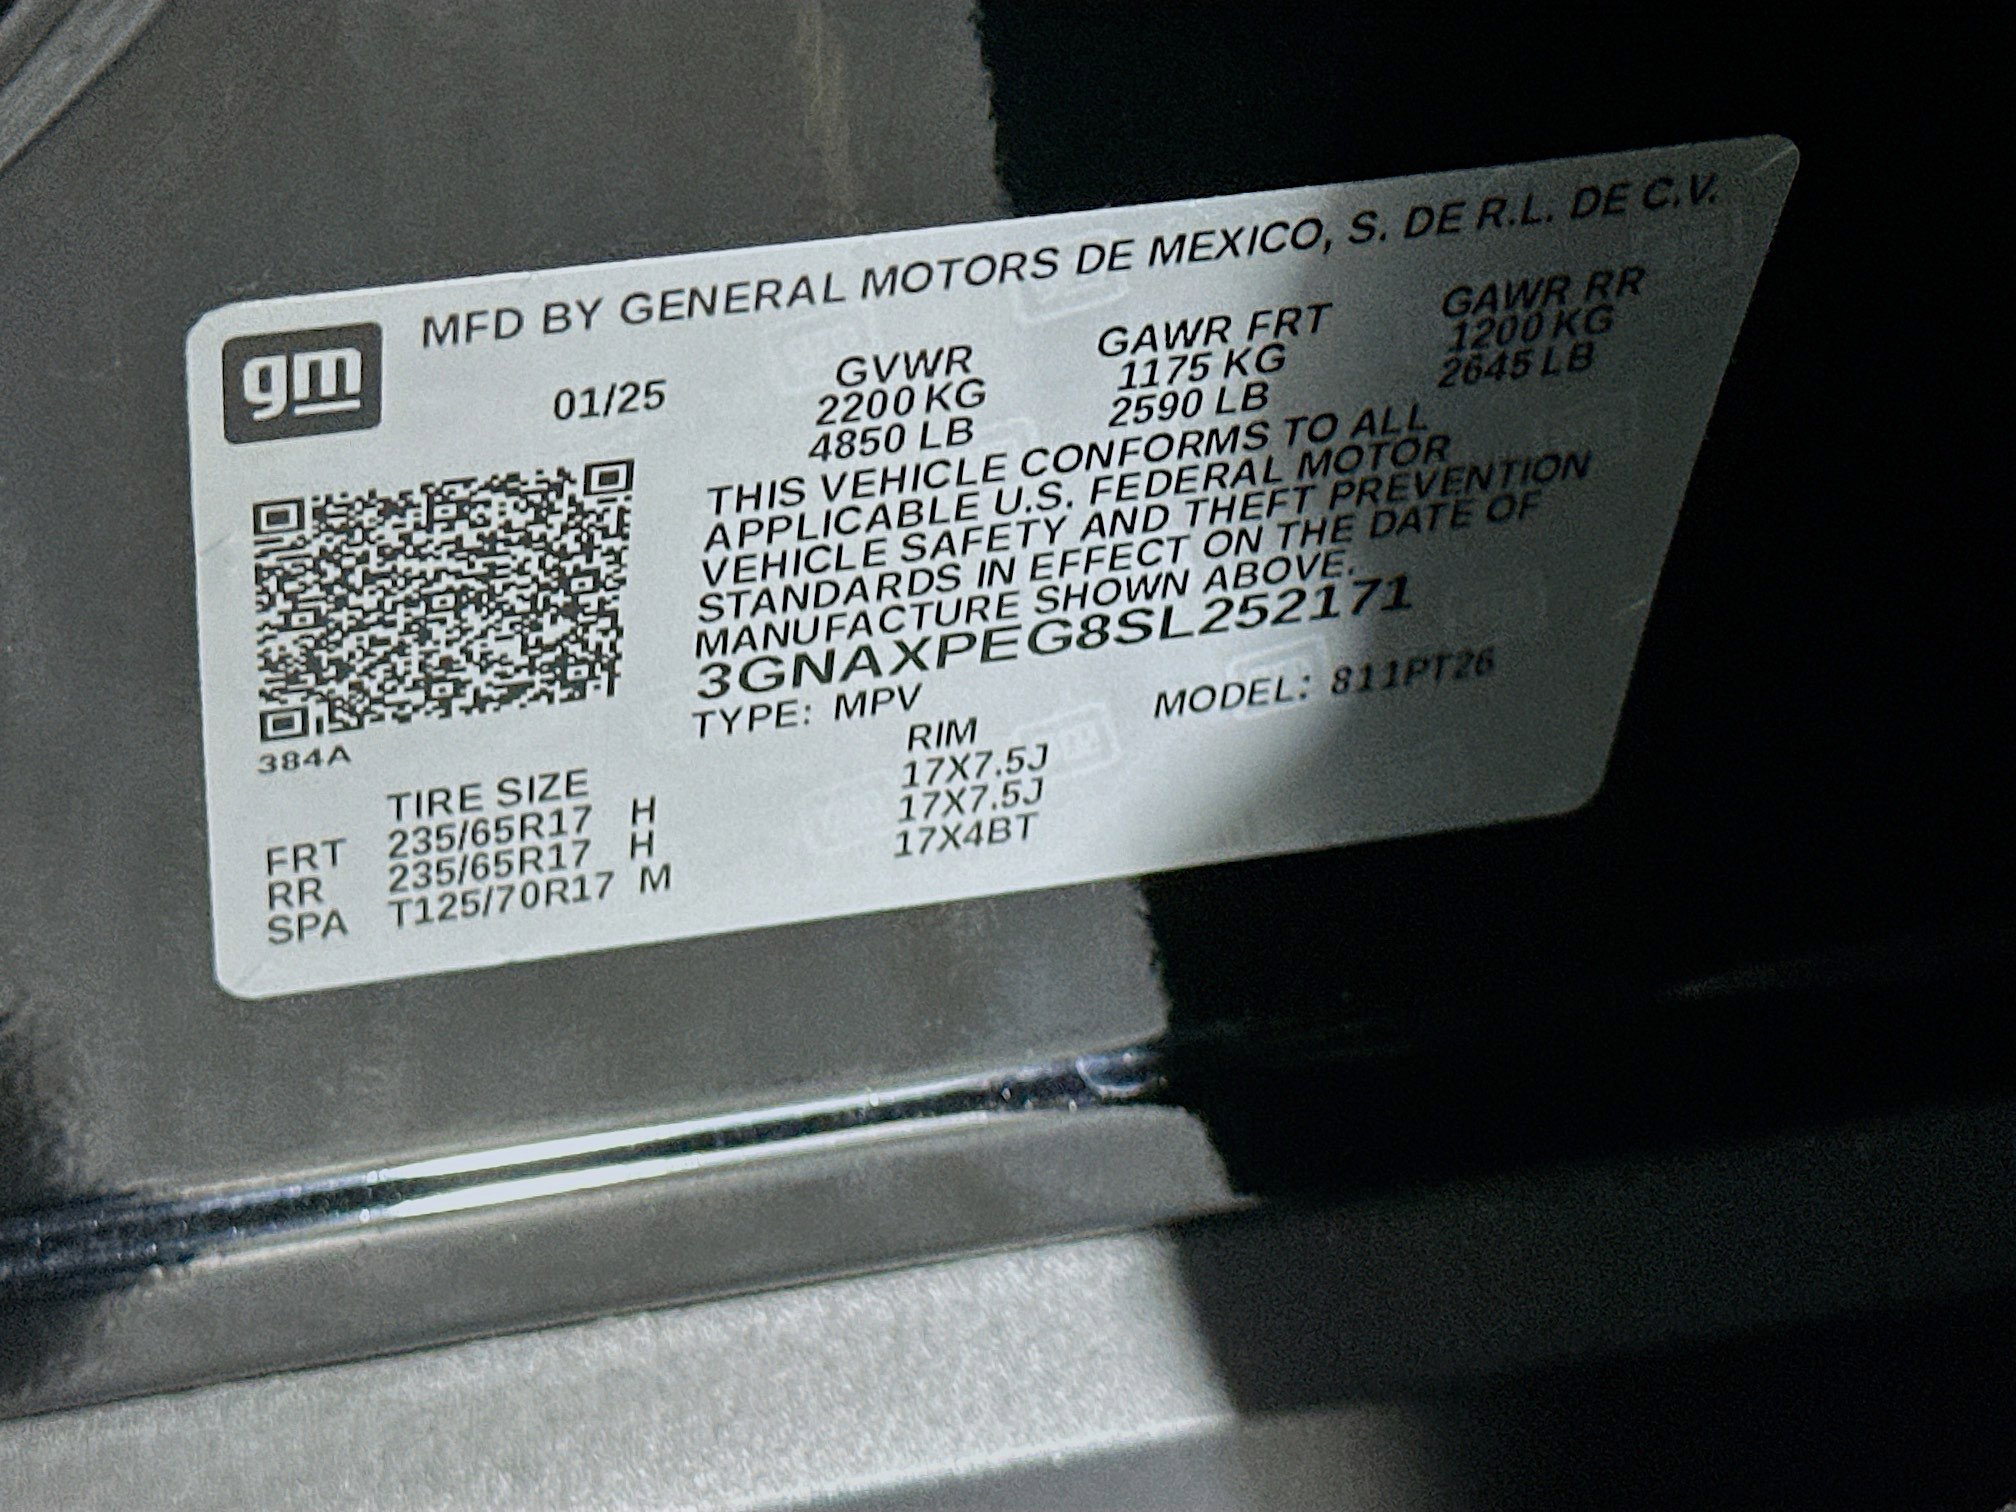 MFD BY GENERAL MOTORS DE MEXICO, S. DE R.L. DE C.V.
gm
01/25
GVWR GAWR FRT GAWR RR
2200 KG 1175 KG 1200 KG
4850 LB 2590 LB 2645 LB
THIS VEHICLE CONFORMS TO ALL
APPLICABLE U.S. FEDERAL MOTOR
VEHICLE SAFETY AND THEFT PREVENTION
STANDARDS IN EFFECT ON THE DATE OF
MANUFACTURE SHOWN ABOVE.
3GNAXPEG8SL252171
TYPE: MPV MODEL: 811PT26
384A
TIRE SIZE RIM
FRT 235/65R17 H 17X7.5J
RR 235/65R17 H 17X7.5J
SPA T125/70R17 M 17X4BT